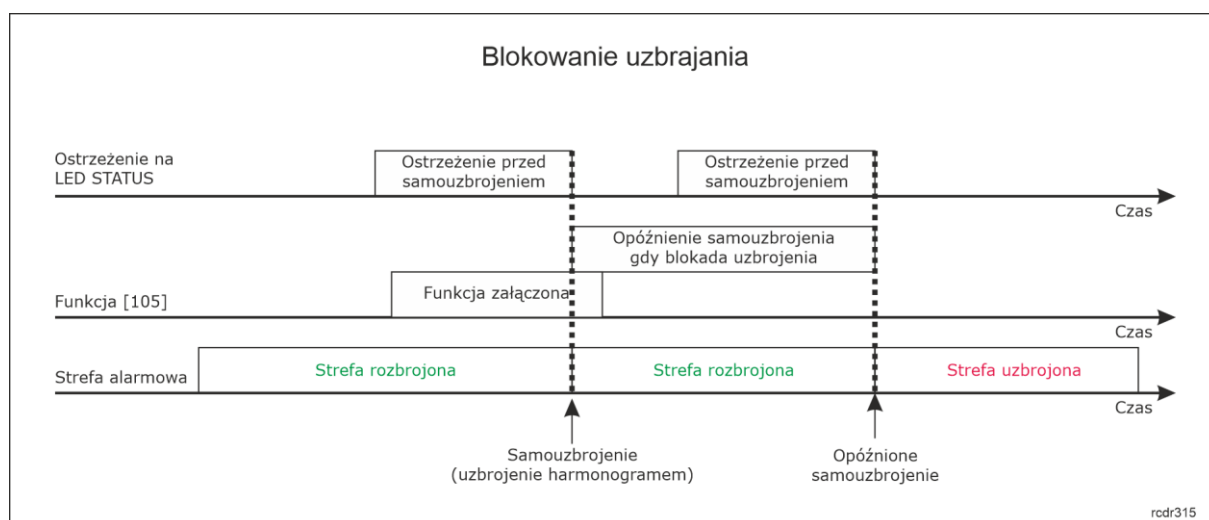 Blokowanie uzbrajania
Ostrzeżenie na
LED STATUS
Ostrzeżenie przed
samouzbrojeniem
Ostrzeżenie przed
samouzbrojeniem
Czas
Opóźnienie samouzbrojenia
gdy blokada uzbrojenia
Funkcja [105]
Funkcja załączona
Czas
Strefa alarmowa
Strefa rozbrojona
Strefa rozbrojona
Strefa uzbrojona
Czas
Samouzbrojenie
(uzbrojenie harmonogramem)
Opóźnione
samouzbrojenie
rcdr315